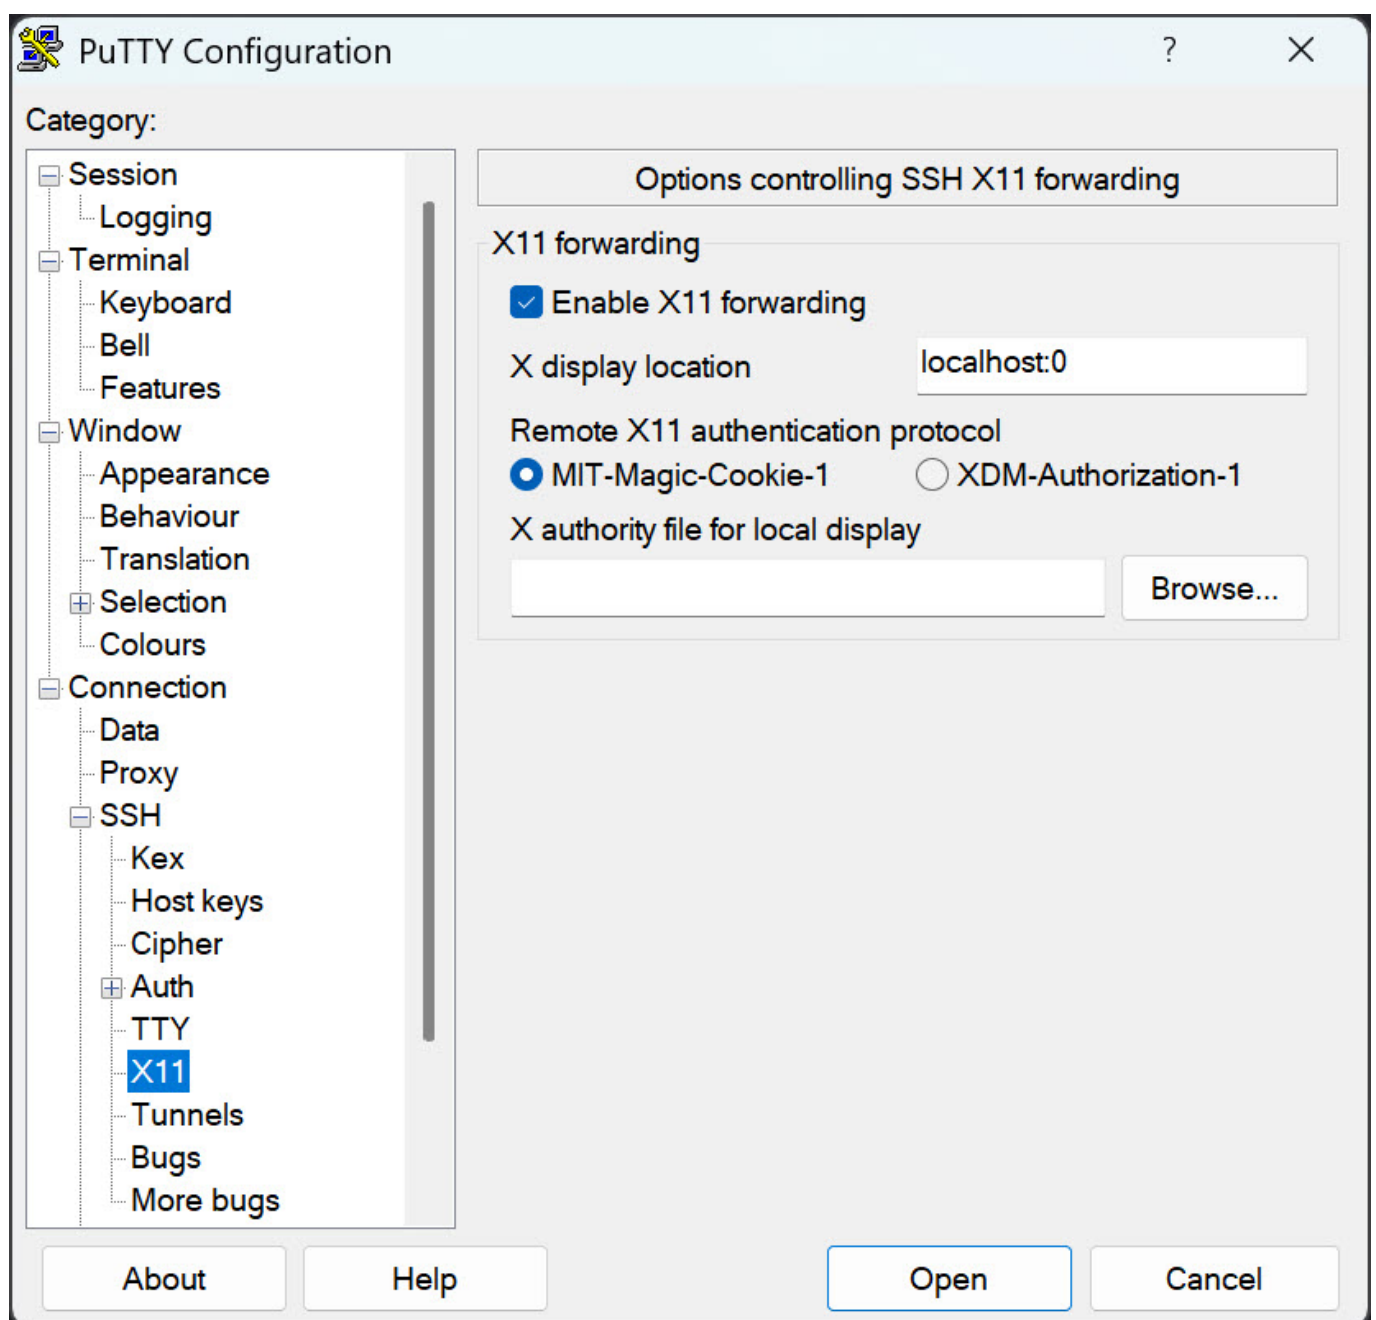 PuTTY Configuration
?
Category:
Session
Logging
Terminal
Keyboard
Bell
Features
Window
Appearance
Behaviour
Translation
Selection
Colours
Connection
Data
Proxy
SSH
Kex
Host keys
Cipher
Auth
TTY
X11
Tunnels
Bugs
More bugs
Options controlling SSH X11 forwarding
X11 forwarding
Enable X11 forwarding
X display location localhost:0
Remote X11 authentication protocol
MIT-Magic-Cookie-1 XDM-Authorization-1
X authority file for local display
Browse...
About Help Open Cancel